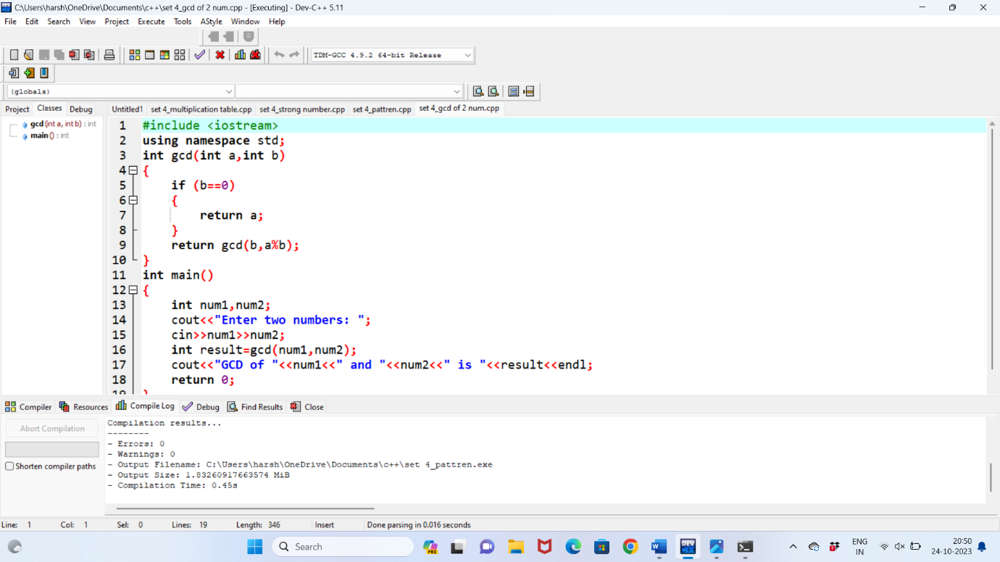 C:\Users\harsh\OneDrive\Documents\c++\set 4_gcd of 2 num.cpp - [Executing] - Dev-C++ 5.11
File Edit Search View Project Execute Tools AStyle Window Help
TDM-GCC 4.9.2 64-bit Release
(globals)
Project Classes Debug
Untitled1 set 4_multiplication table.cpp set 4_strong number.cpp set 4_pattren.cpp set 4_gcd of 2 num.cpp
gcd (int a, int b) : int
main () : int
1 #include <iostream>
2 using namespace std;
3 int gcd(int a,int b)
4 {
5 if (b==0)
6 {
7 return a;
8 }
9 return gcd(b,a%b);
10 }
11 int main()
12 {
13 int num1,num2;
14 cout<<"Enter two numbers: ";
15 cin>>num1>>num2;
16 int result=gcd(num1,num2);
17 cout<<"GCD of "<<num1<<" and "<<num2<<" is "<<result<<endl;
18 return 0;
19 }
Compiler Resources Compile Log Debug Find Results Close
Abort Compilation
Shorten compiler paths
Compilation results...
--------
- Errors: 0
- Warnings: 0
- Output Filename: C:\Users\harsh\OneDrive\Documents\c++\set 4_pattren.exe
- Output Size: 1.83260917663574 MiB
- Compilation Time: 0.45s
Line: 1 Col: 1 Sel: 0 Lines: 19 Length: 346 Insert Done parsing in 0.016 seconds
Search
PRE
DEV
ENG
IN
20:50
24-10-2023